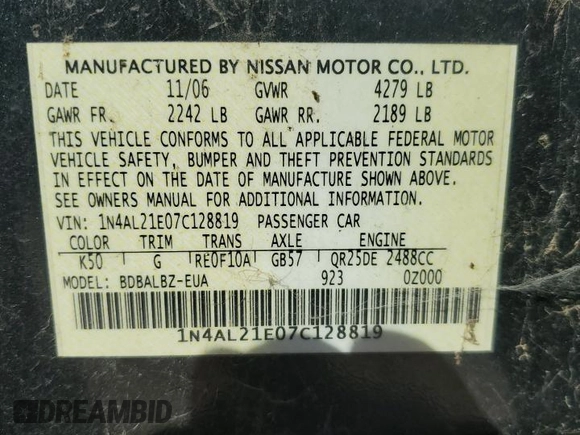 MANUFACTURED BY NISSAN MOTOR CO., LTD.
DATE 11/06 GVWR 4279 LB
GAWR FR. 2242 LB GAWR RR. 2189 LB
THIS VEHICLE CONFORMS TO ALL APPLICABLE FEDERAL MOTOR
VEHICLE SAFETY, BUMPER AND THEFT PREVENTION STANDARDS
IN EFFECT ON THE DATE OF MANUFACTURE SHOWN ABOVE.
SEE OWNERS MANUAL FOR ADDITIONAL INFORMATION.
VIN: 1N4AL21E07C128819 PASSENGER CAR
COLOR TRIM TRANS AXLE ENGINE
K50 G RE0F10A GB57 QR25DE 2488CC
MODEL: BDBALBZ-EUA 923 0Z000
1N4AL21E07C128819
DREAMBID